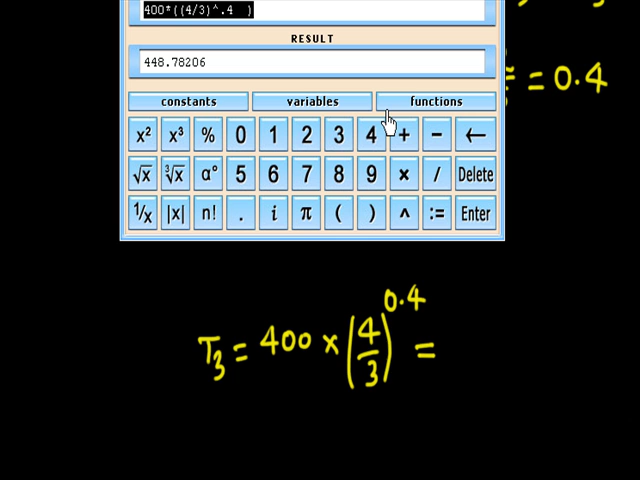 400*((4/3)^.4 )
RESULT
448.78206
= 0.4
constants variables functions
x² x³ % 0 1 2 3 4 + - ←
√x ∛x α° 5 6 7 8 9 × / Delete
1/x |x| n! . i π ( ) ^ := Enter
T₃ = 400 × (4/3)^0.4 =